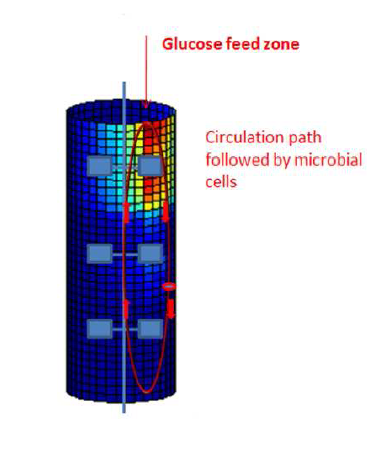 Glucose feed zone
Circulation path
followed by microbial
cells